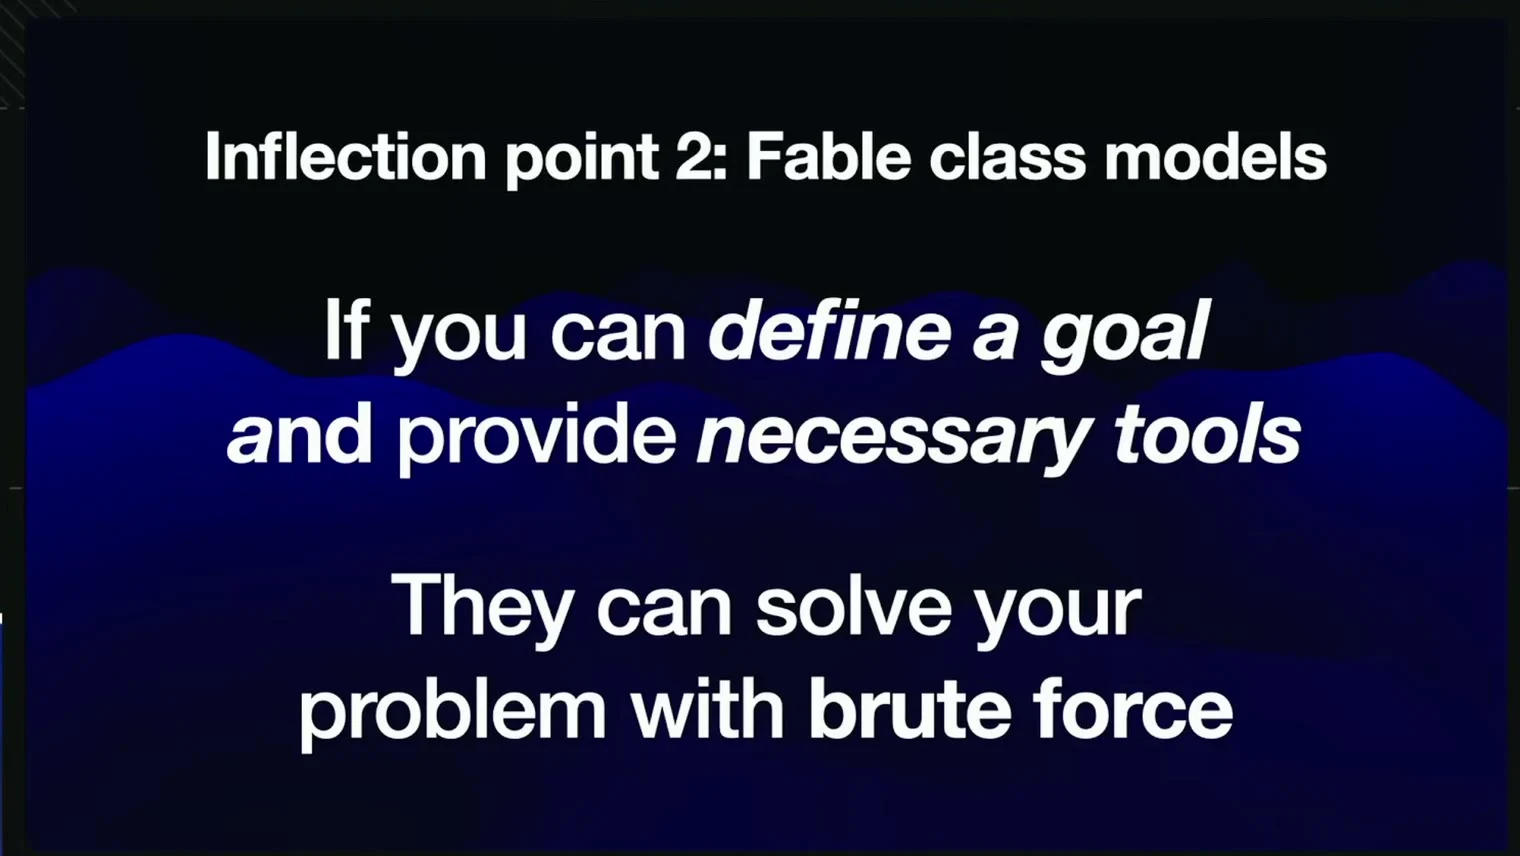 Inflection point 2: Fable class models
If you can define a goal
and provide necessary tools
They can solve your
problem with brute force